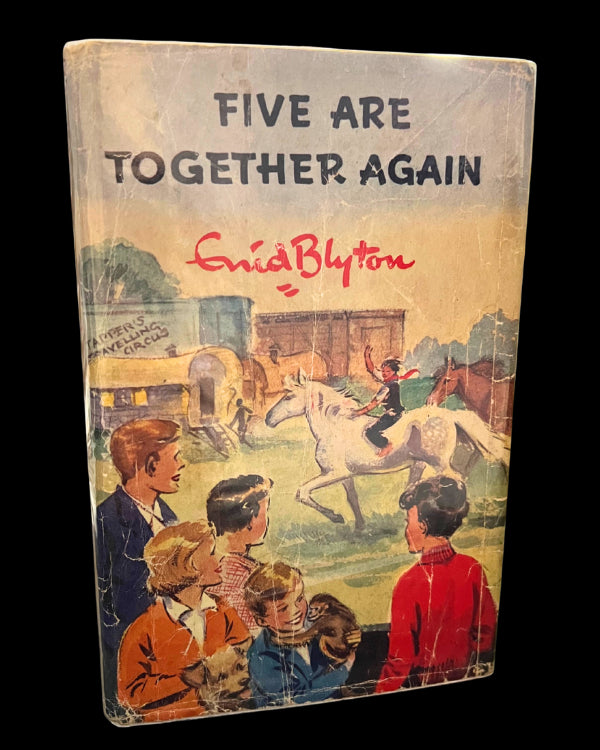 FIVE ARE
TOGETHER AGAIN
Enid Blyton
TAPPER'S
TRAVELLING
CIRCUS